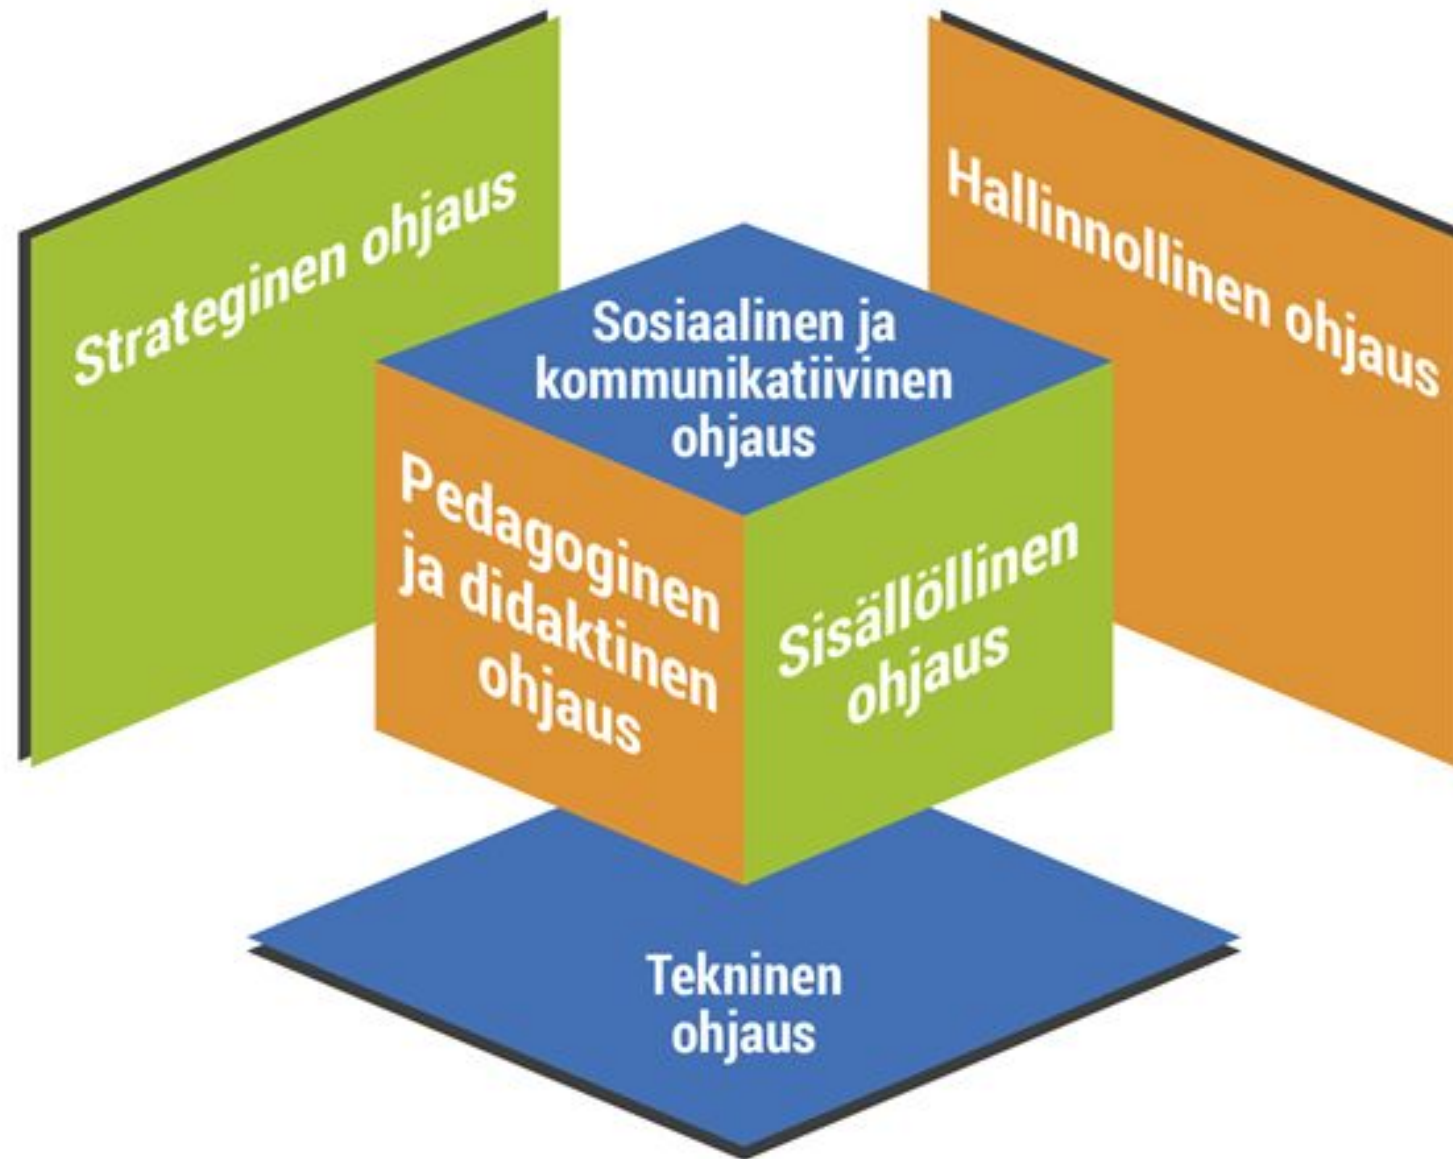 Strateginen ohjaus
Hallinnollinen ohjaus
Sosiaalinen ja
kommunikatiivinen
ohjaus
Pedagoginen
ja didaktinen
ohjaus
Sisällöllinen
ohjaus
Tekninen
ohjaus